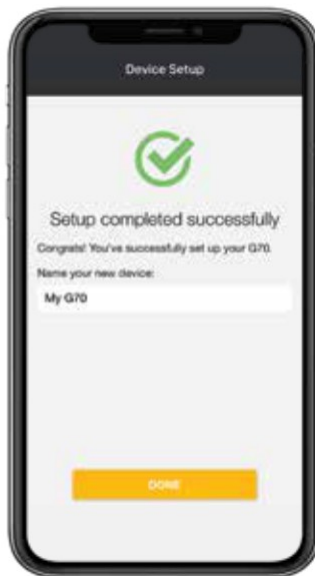 Device Setup
Setup completed successfully
Congrats! You've successfully set up your G70.
Name your new device:
My G70
DONE